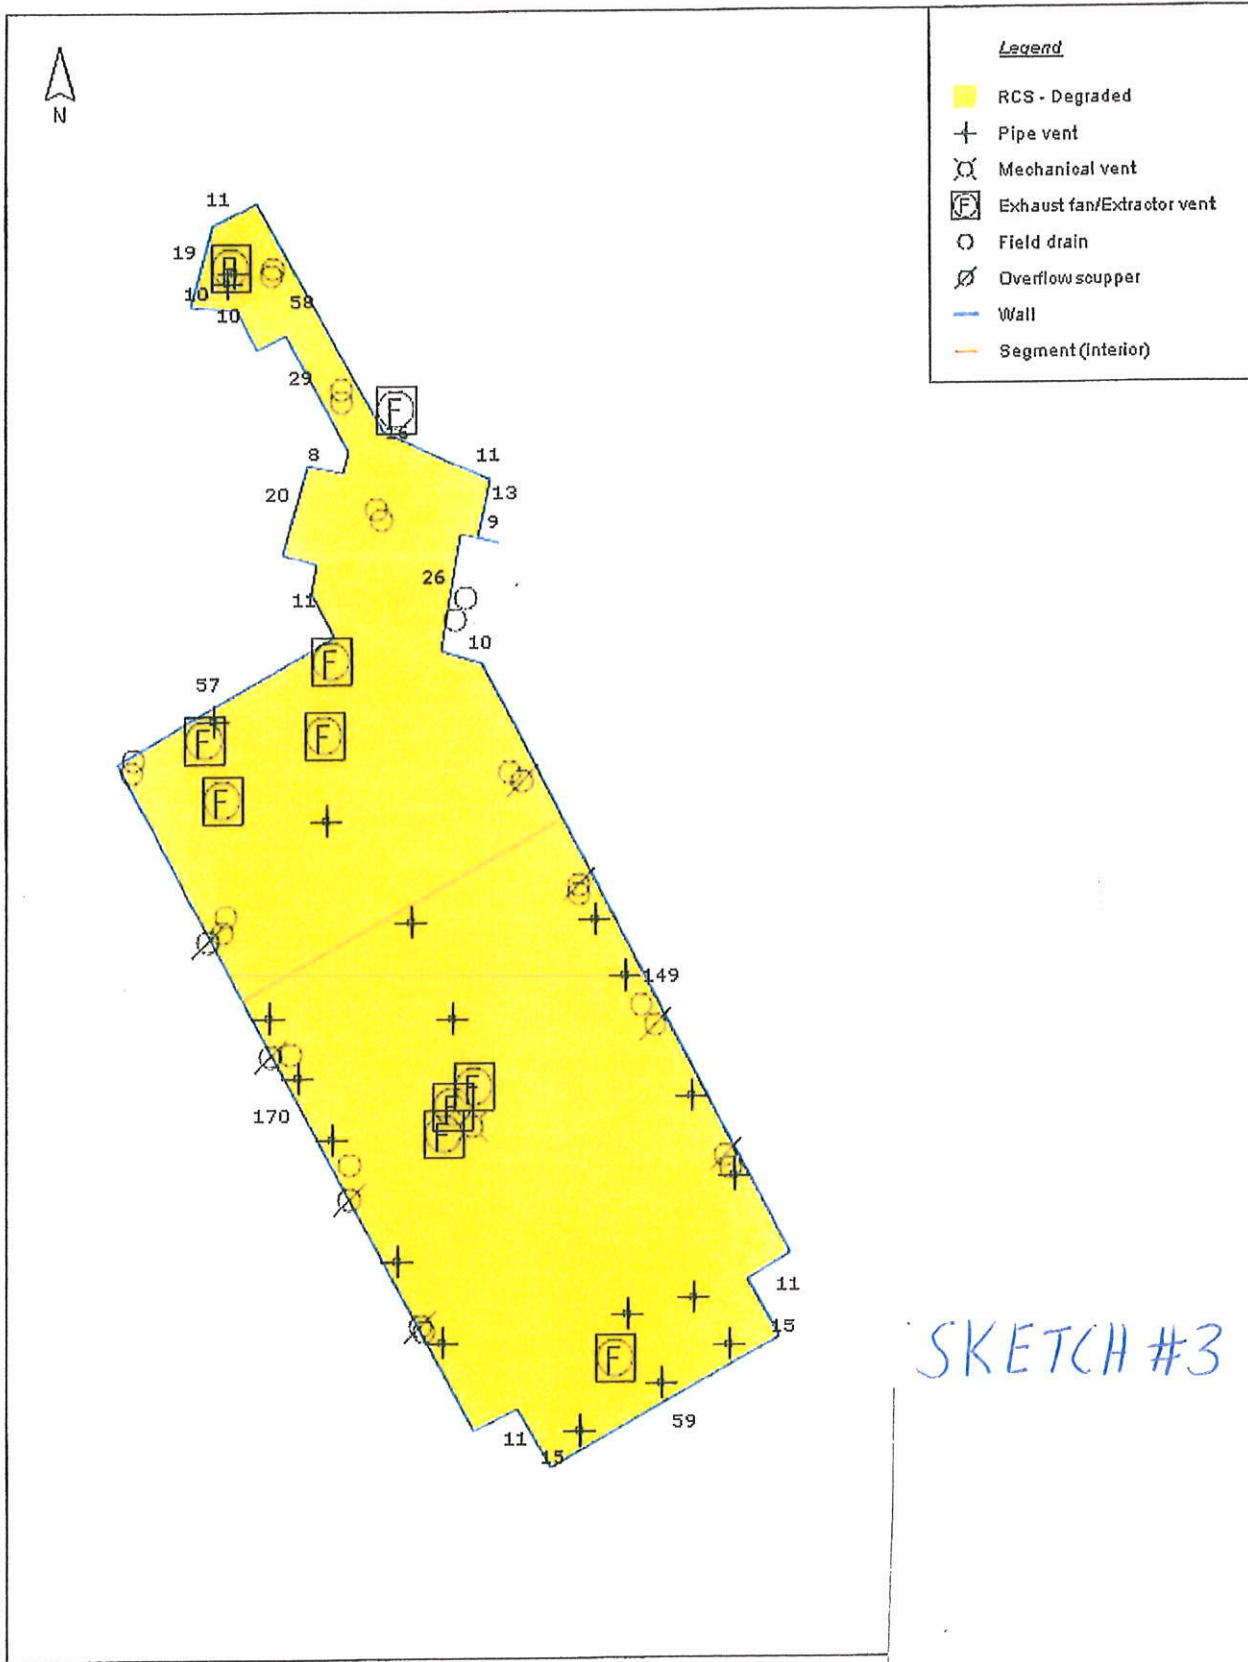 Legend
RCS - Degraded
Pipe vent
Mechanical vent
F Exhaust fan/Extractor vent
Field drain
Overflow scupper
Wall
Segment (interior)
N
11
19
10
58
10
29
F
16
8
11
20
13
9
26
11
10
F
57
F
F
F
149
F
F
F
170
11
15
F
SKETCH #3
59
11
15